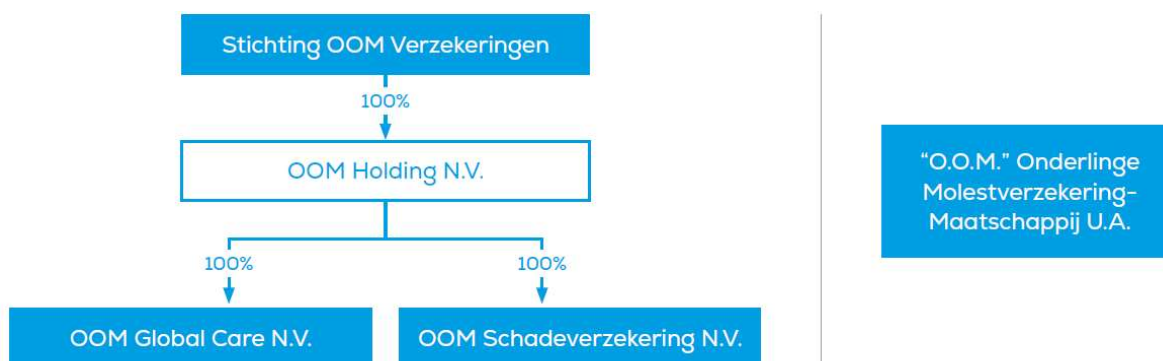 Stichting OOM Verzekeringen
100%
OOM Holding N.V.
100%
100%
OOM Global Care N.V.
OOM Schadeverzekering N.V.
“O.O.M.” Onderlinge
Molestverzekering-
Maatschappij U.A.